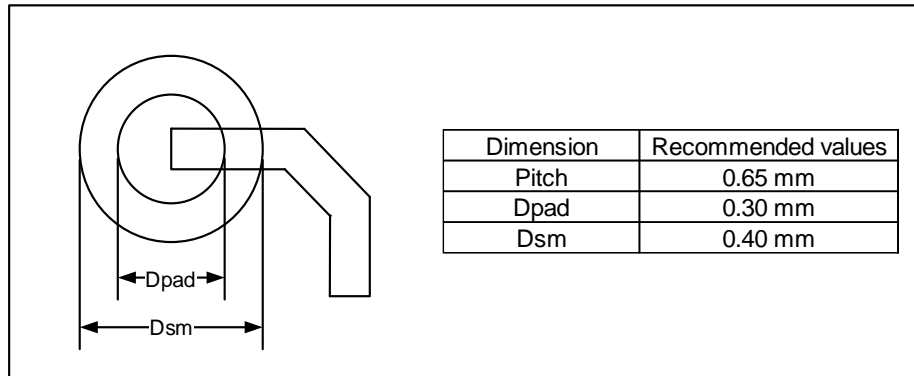 Dpad
Dsm
Dimension Recommended values
Pitch 0.65 mm
Dpad 0.30 mm
Dsm 0.40 mm